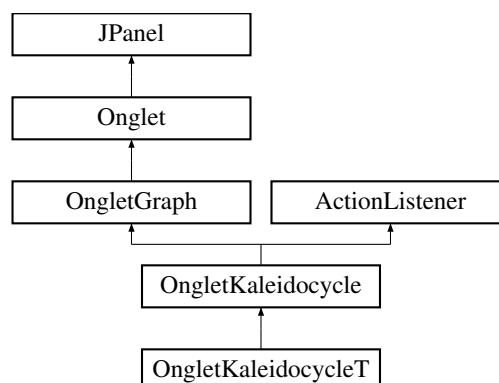 JPanel
Onglet
OngletGraph
ActionListener
OngletKaleidocycle
OngletKaleidocycleT